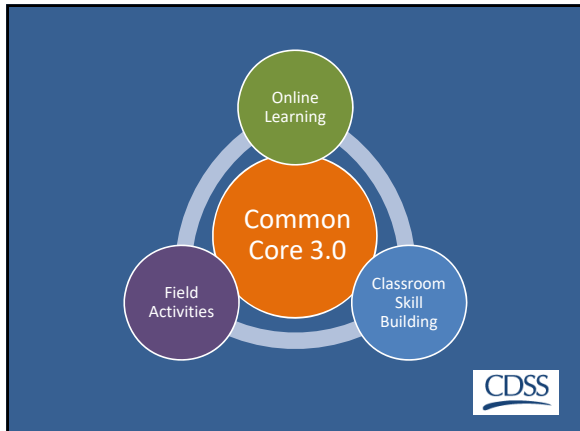 Online
Learning
Common
Core 3.0
Field
Activities
Classroom
Skill
Building
CDSS